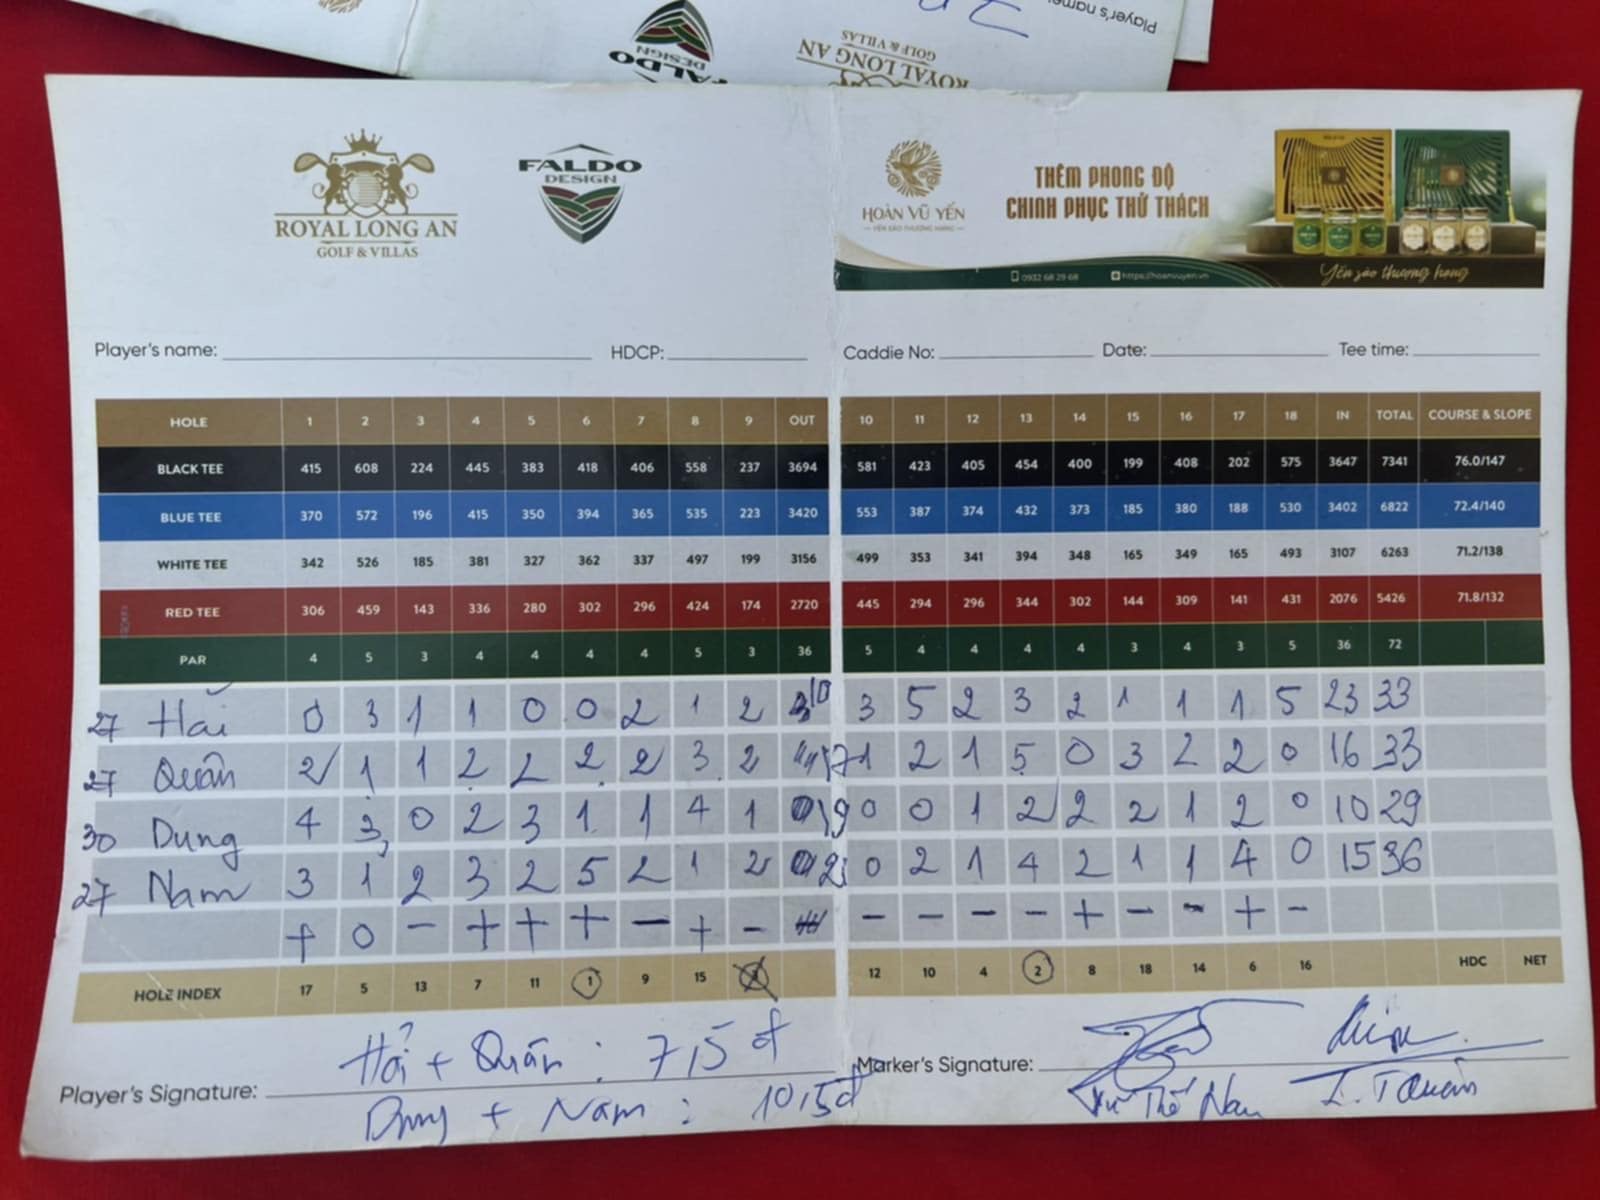 Player's name:
FALDO
DESIGN
ROYAL LONG AN
GOLF & VILLAS
ROYAL LONG AN
GOLF & VILLAS
FALDO
DESIGN
HOÀN VŨ YẾN
YẾN SÀO THƯỢNG HẠNG
THÊM PHONG ĐỘ
CHINH PHỤC THỬ THÁCH
0932 68 29 68 https://hoanvuyen.vn
Yến sào thượng hạng
Player's name: HDCP: Caddie No: Date: Tee time:
HOLE 1 2 3 4 5 6 7 8 9 OUT 10 11 12 13 14 15 16 17 18 IN TOTAL COURSE & SLOPE
BLACK TEE 415 608 224 445 383 418 406 558 237 3694 581 423 405 454 400 199 408 202 575 3647 7341 76.0/147
BLUE TEE 370 572 196 415 350 394 365 535 223 3420 553 387 374 432 373 185 380 188 530 3402 6822 72.4/140
WHITE TEE 342 526 185 381 327 362 337 497 199 3156 499 353 341 394 348 165 349 165 493 3107 6263 71.2/138
RED TEE 306 459 143 336 280 302 296 424 174 2720 445 294 296 344 302 144 309 141 431 2076 5426 71.8/132
PAR 4 5 3 4 4 4 4 5 3 36 5 4 4 4 4 3 4 3 5 36 72
27 Hải 0 3 1 1 0 0 2 1 2 10 3 5 2 3 2 1 1 1 5 23 33
27 Quân 2 1 1 2 2 2 2 3 2 17 1 2 1 5 0 3 2 2 0 16 33
30 Dung 4 3 0 2 3 1 1 4 1 19 0 0 1 2 2 2 1 2 0 10 29
27 Nam 3 1 2 3 2 5 2 1 2 21 0 2 1 4 2 1 1 4 0 15 36
+ 0 - + + + - + - - - - - + - - + -
HOLE INDEX 17 5 13 7 11 1 9 15 3 12 10 4 2 8 18 14 6 16 HDC NET
Hải + Quân : 7,5 đ
Player's Signature: Marker's Signature:
Dung + Nam : 10,5đ
Vũ Thế Nam